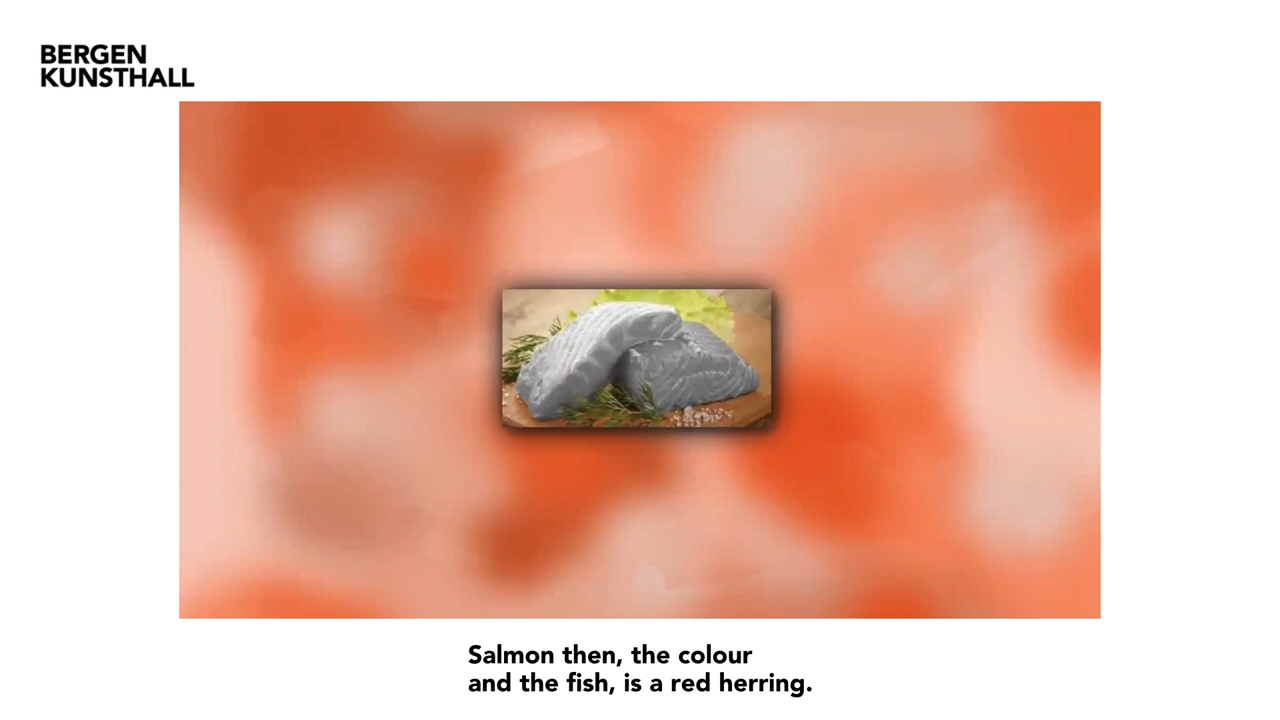 BERGEN
KUNSTHALL
Salmon then, the colour
and the fish, is a red herring.